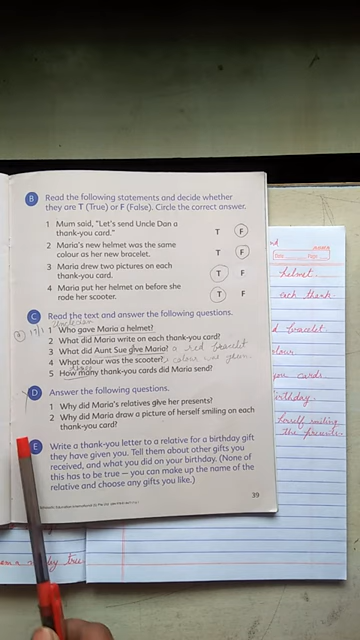 B Read the following statements and decide whether
they are T (True) or F (False). Circle the correct answer.
1 Mum said, "Let's send Uncle Dan a
thank-you card." T F
2 Maria's new helmet was the same
colour as her new bracelet. T F
3 Maria drew two pictures on each
thank-you card. T F
4 Maria put her helmet on before she
rode her scooter. T F
C Read the text and answer the following questions.
1 Who gave Maria a helmet?
2 What did Maria write on each thank-you card?
3 What did Aunt Sue give Maria? a red
4 What colour was the scooter? colour was
5 How many thank-you cards did Maria send?
three
D Answer the following questions.
1 Why did Maria's relatives give her presents?
2 Why did Maria draw a picture of herself smiling on each
thank-you card?
E Write a thank-you letter to a relative for a birthday gift
they have given you. Tell them about other gifts you
received, and what you did on your birthday. (None of
this has to be true – you can make up the name of the
relative and choose any gifts you like.)
39
Date
Page
helmet.
each thank
bracelet.
colour
cards
birthday
herself smiling
the presents.